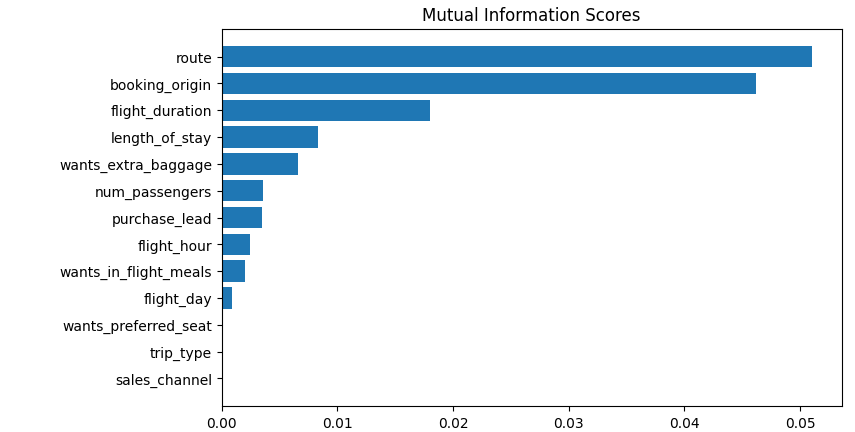 Mutual Information Scores
route
booking_origin
flight_duration
length_of_stay
wants_extra_baggage
num_passengers
purchase_lead
flight_hour
wants_in_flight_meals
flight_day
wants_preferred_seat
trip_type
sales_channel
0.00 0.01 0.02 0.03 0.04 0.05